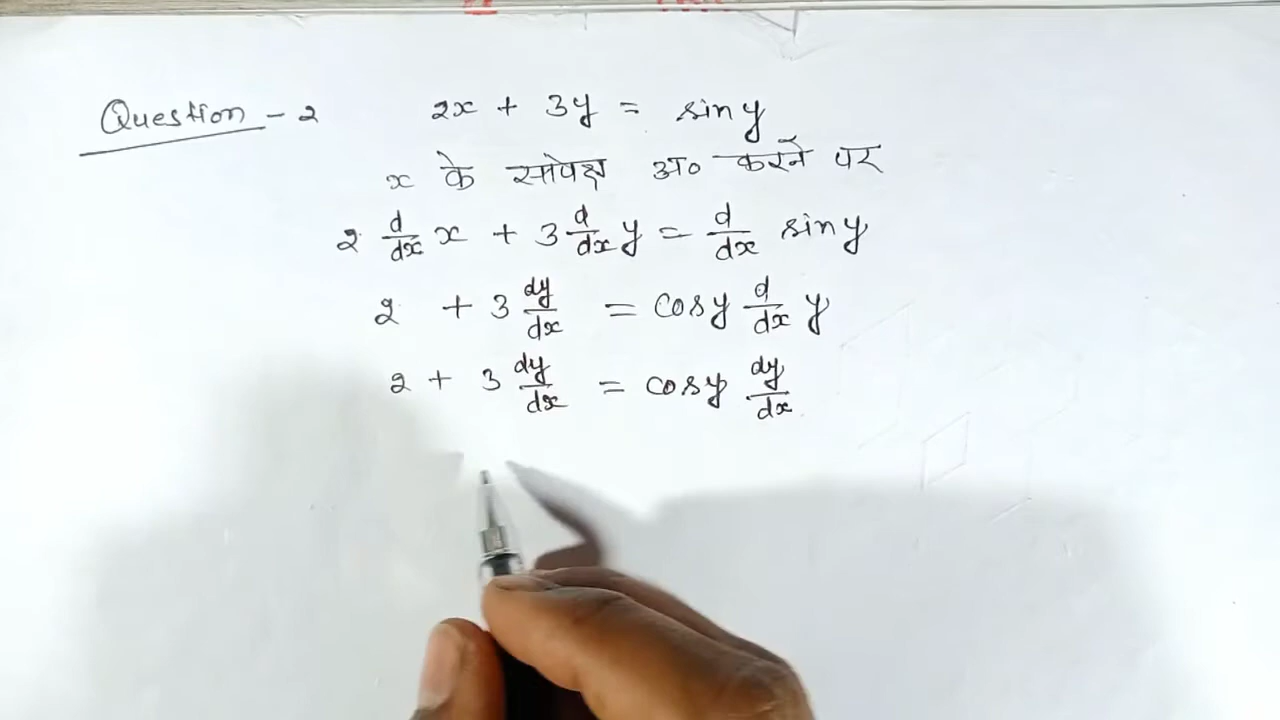 Question - 2 2x + 3y = sin y
x के सापेक्ष अ० करने पर
2 d/dx x + 3 d/dx y = d/dx sin y
2 + 3 dy/dx = cos y d/dx y
2 + 3 dy/dx = cos y dy/dx